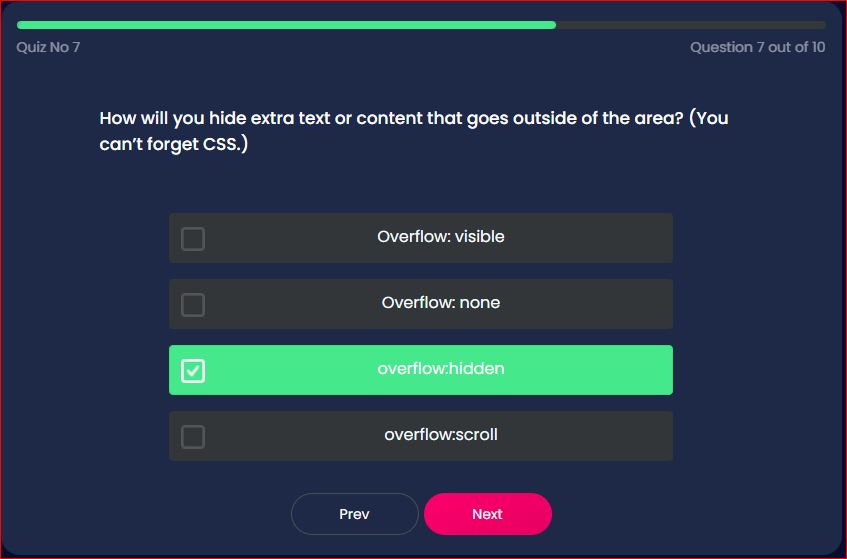 Quiz No 7
Question 7 out of 10
How will you hide extra text or content that goes outside of the area? (You
can’t forget CSS.)
Overflow: visible
Overflow: none
overflow:hidden
overflow:scroll
Prev
Next